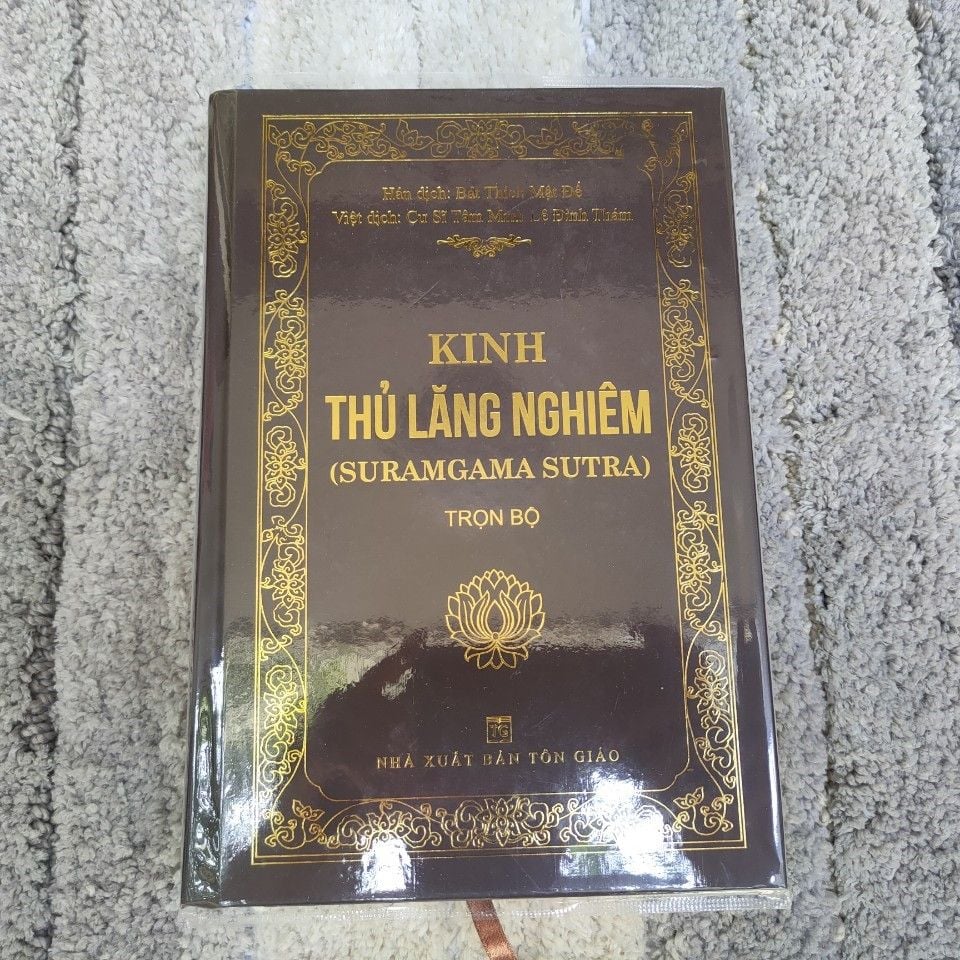 Hán dịch: Bát Thích Mật Đế
Việt dịch: Cư Sĩ Tâm Minh Lê Đình Thám
KINH
THỦ LĂNG NGHIÊM
(SURAMGAMA SUTRA)
TRỌN BỘ
TG
NHÀ XUẤT BẢN TÔN GIÁO